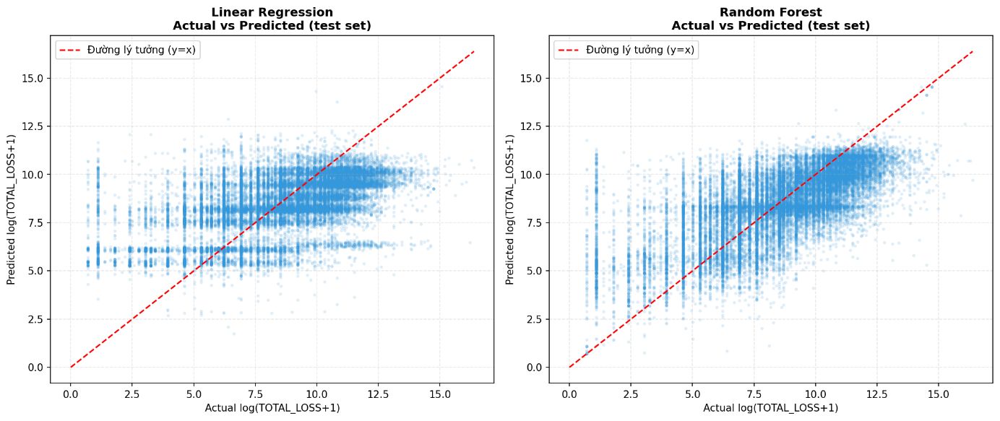 Linear Regression
Actual vs Predicted (test set)
Đường lý tưởng (y=x)
Predicted log(TOTAL_LOSS+1)
15.0
12.5
10.0
7.5
5.0
2.5
0.0
0.0 2.5 5.0 7.5 10.0 12.5 15.0
Actual log(TOTAL_LOSS+1)
Random Forest
Actual vs Predicted (test set)
Đường lý tưởng (y=x)
Predicted log(TOTAL_LOSS+1)
15.0
12.5
10.0
7.5
5.0
2.5
0.0
0.0 2.5 5.0 7.5 10.0 12.5 15.0
Actual log(TOTAL_LOSS+1)